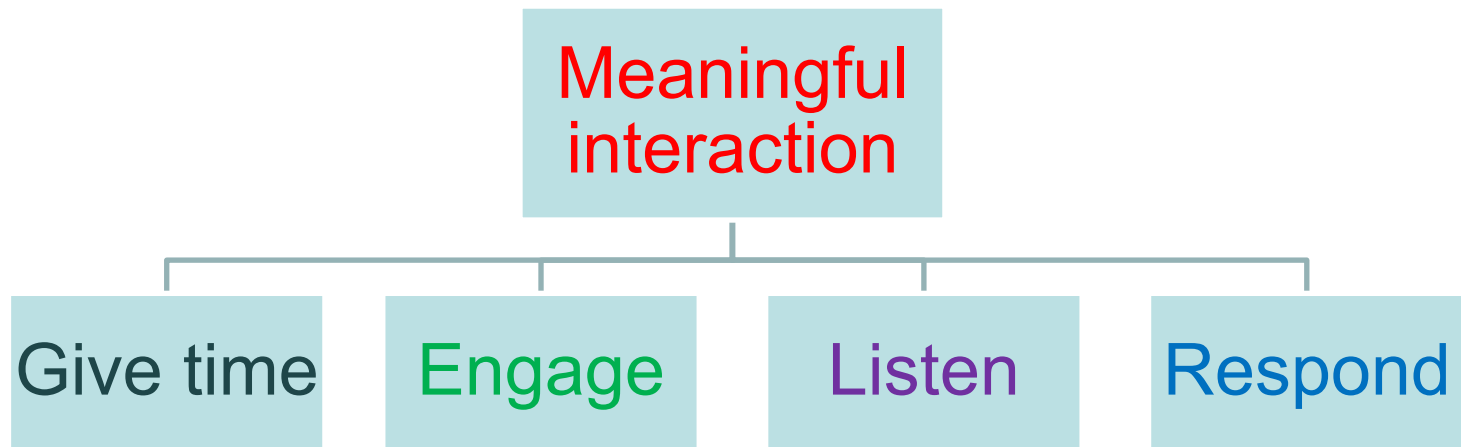 Meaningful
interaction
Give time
Engage
Listen
Respond